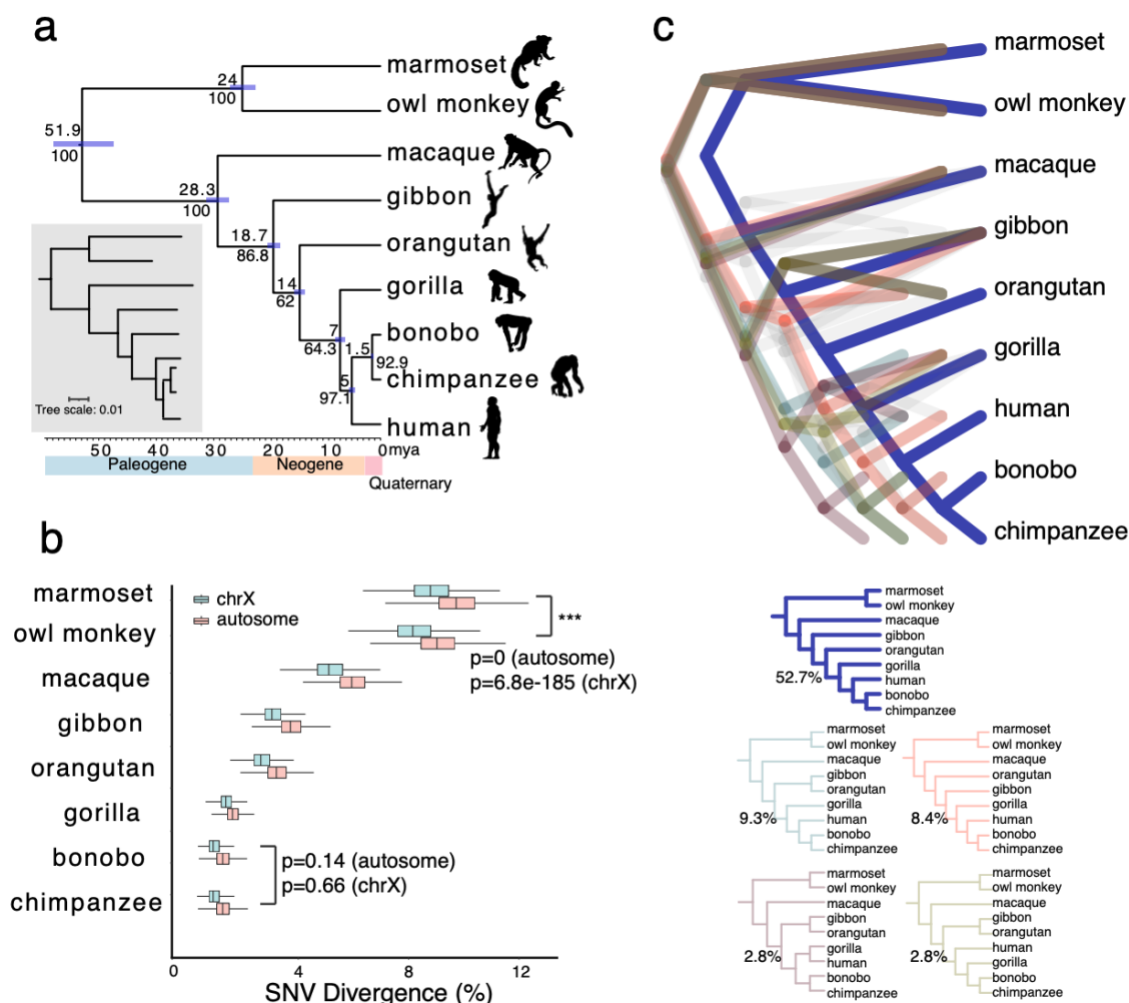 a
marmoset
owl monkey
macaque
gibbon
orangutan
gorilla
bonobo
chimpanzee
human
24
100
51.9
100
28.3
100
18.7
86.8
14
62
7
64.3
1.5
92.9
5
97.1
Tree scale: 0.01
50 40 30 20 10 0 mya
Paleogene Neogene
Quaternary
b
marmoset
owl monkey
macaque
gibbon
orangutan
gorilla
bonobo
chimpanzee
chrX
autosome
***
p=0 (autosome)
p=6.8e-185 (chrX)
p=0.14 (autosome)
p=0.66 (chrX)
0 4 8 12
SNV Divergence (%)
c
marmoset
owl monkey
macaque
gibbon
orangutan
gorilla
human
bonobo
chimpanzee
marmoset
owl monkey
macaque
gibbon
orangutan
gorilla
human
bonobo
chimpanzee
52.7%
marmoset
owl monkey
macaque
gibbon
orangutan
gorilla
human
bonobo
chimpanzee
9.3%
marmoset
owl monkey
macaque
orangutan
gibbon
gorilla
human
bonobo
chimpanzee
8.4%
marmoset
owl monkey
macaque
gibbon
orangutan
gorilla
human
bonobo
chimpanzee
2.8%
marmoset
owl monkey
macaque
gibbon
orangutan
human
gorilla
bonobo
chimpanzee
2.8%